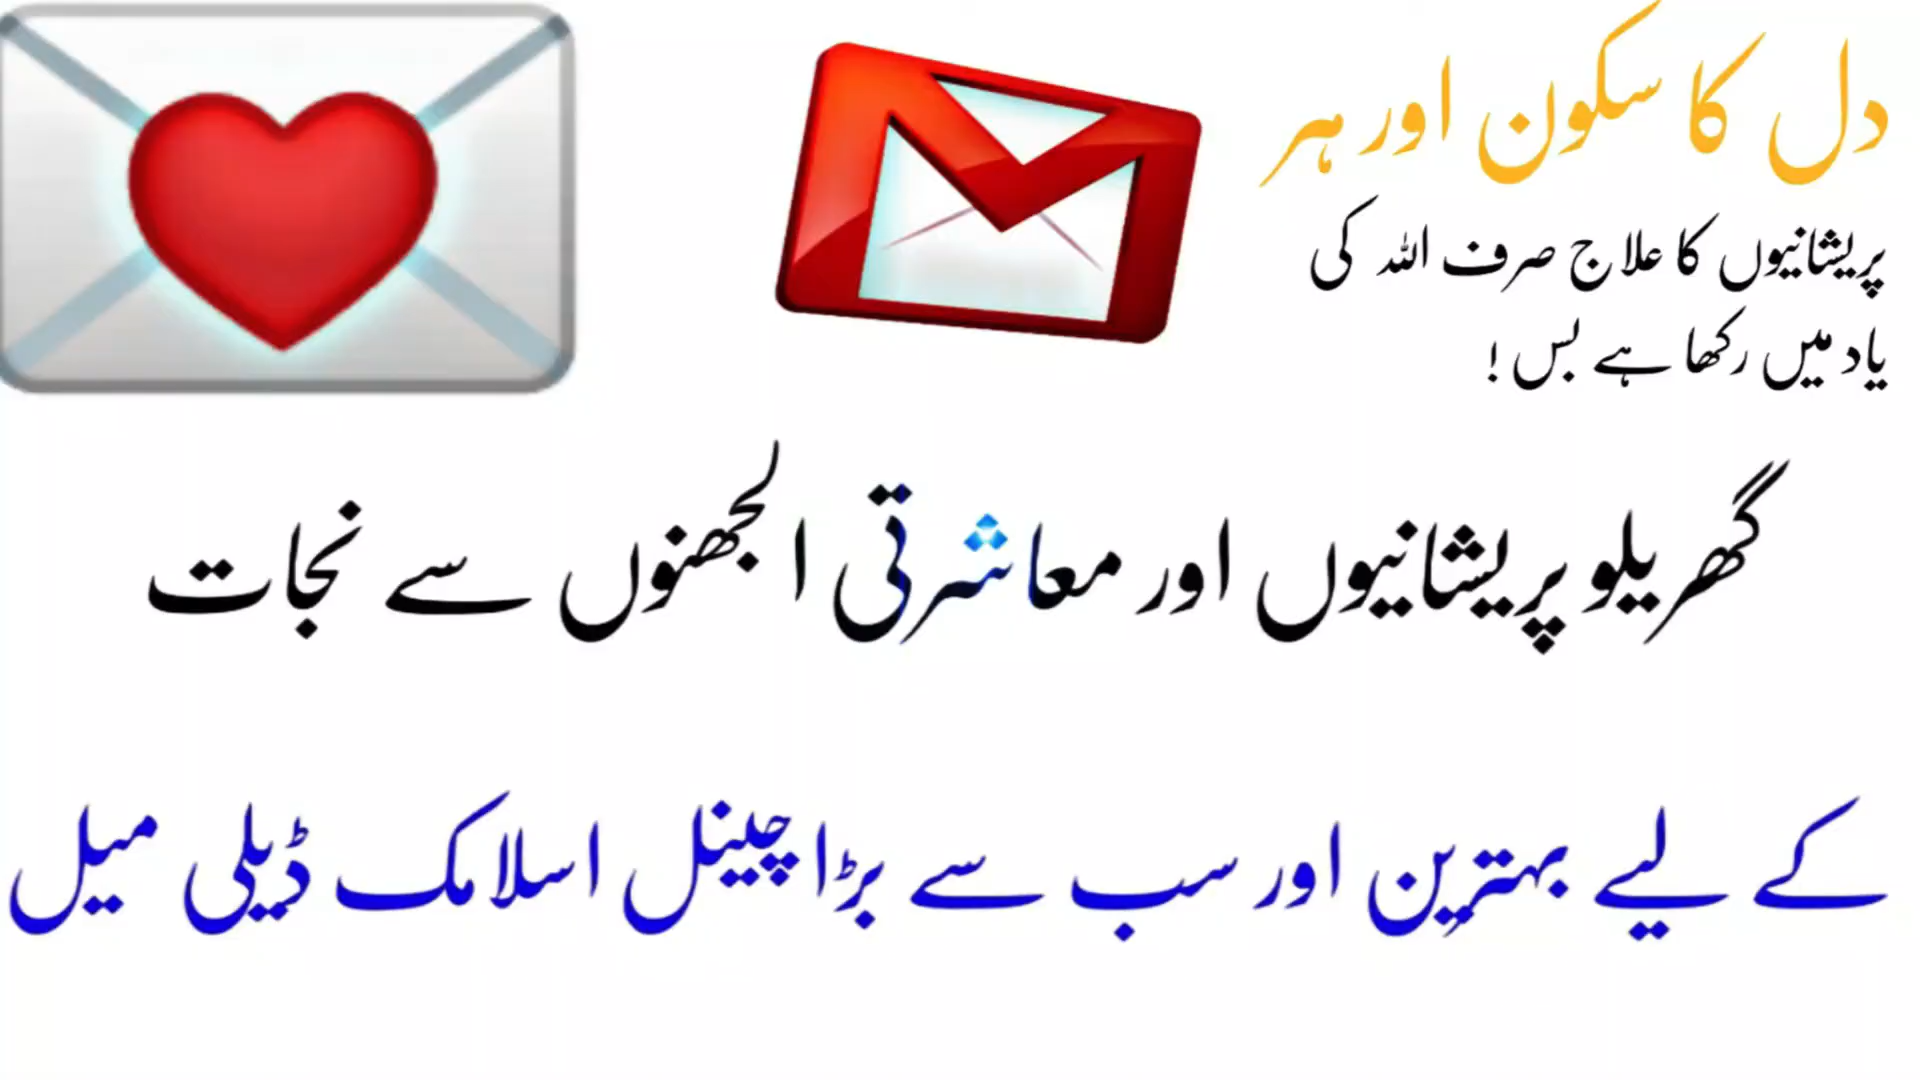 دل کا سکون اور ہر
پریشانیوں کا علاج صرف اللہ کی
یاد میں رکھا ہے بس !
گھریلو پریشانیوں اور معاشرتی الجھنوں سے نجات
کے لیے بہترین اور سب سے بڑا چینل اسلامک ڈیلی میل